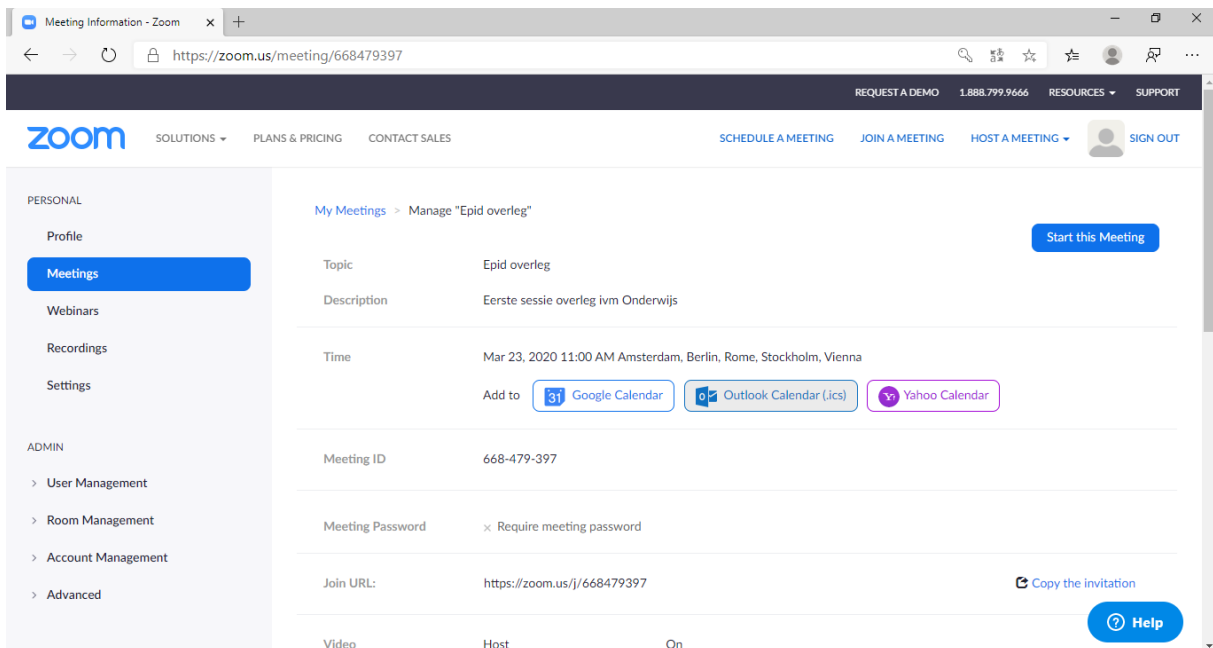 Meeting Information - Zoom
https://zoom.us/meeting/668479397
REQUEST A DEMO 1.888.799.9666 RESOURCES SUPPORT
zoom SOLUTIONS PLANS & PRICING CONTACT SALES SCHEDULE A MEETING JOIN A MEETING HOST A MEETING SIGN OUT
PERSONAL
Profile
Meetings
Webinars
Recordings
Settings
ADMIN
> User Management
> Room Management
> Account Management
> Advanced
My Meetings > Manage "Epid overleg"
Start this Meeting
Topic Epid overleg
Description Eerste sessie overleg ivm Onderwijs
Time Mar 23, 2020 11:00 AM Amsterdam, Berlin, Rome, Stockholm, Vienna
Add to 31 Google Calendar Outlook Calendar (.ics) Yahoo Calendar
Meeting ID 668-479-397
Meeting Password × Require meeting password
Join URL: https://zoom.us/j/668479397 Copy the invitation
Help
Video Host On